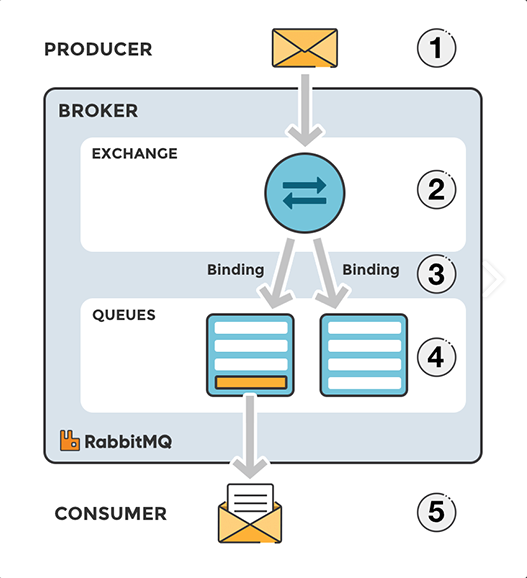 PRODUCER
1
BROKER
EXCHANGE
2
Binding
Binding
3
QUEUES
4
RabbitMQ
CONSUMER
5